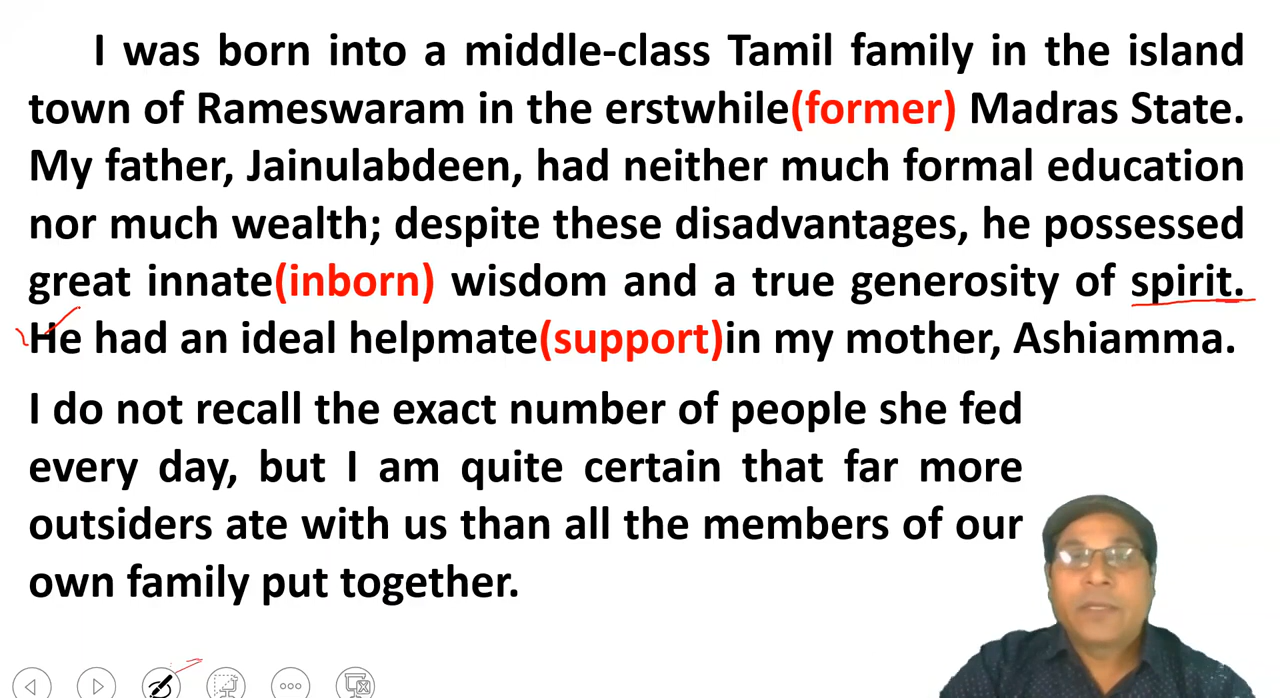 I was born into a middle-class Tamil family in the island
town of Rameswaram in the erstwhile(former) Madras State.
My father, Jainulabdeen, had neither much formal education
nor much wealth; despite these disadvantages, he possessed
great innate(inborn) wisdom and a true generosity of spirit.
He had an ideal helpmate(support)in my mother, Ashiamma.
I do not recall the exact number of people she fed
every day, but I am quite certain that far more
outsiders ate with us than all the members of our
own family put together.